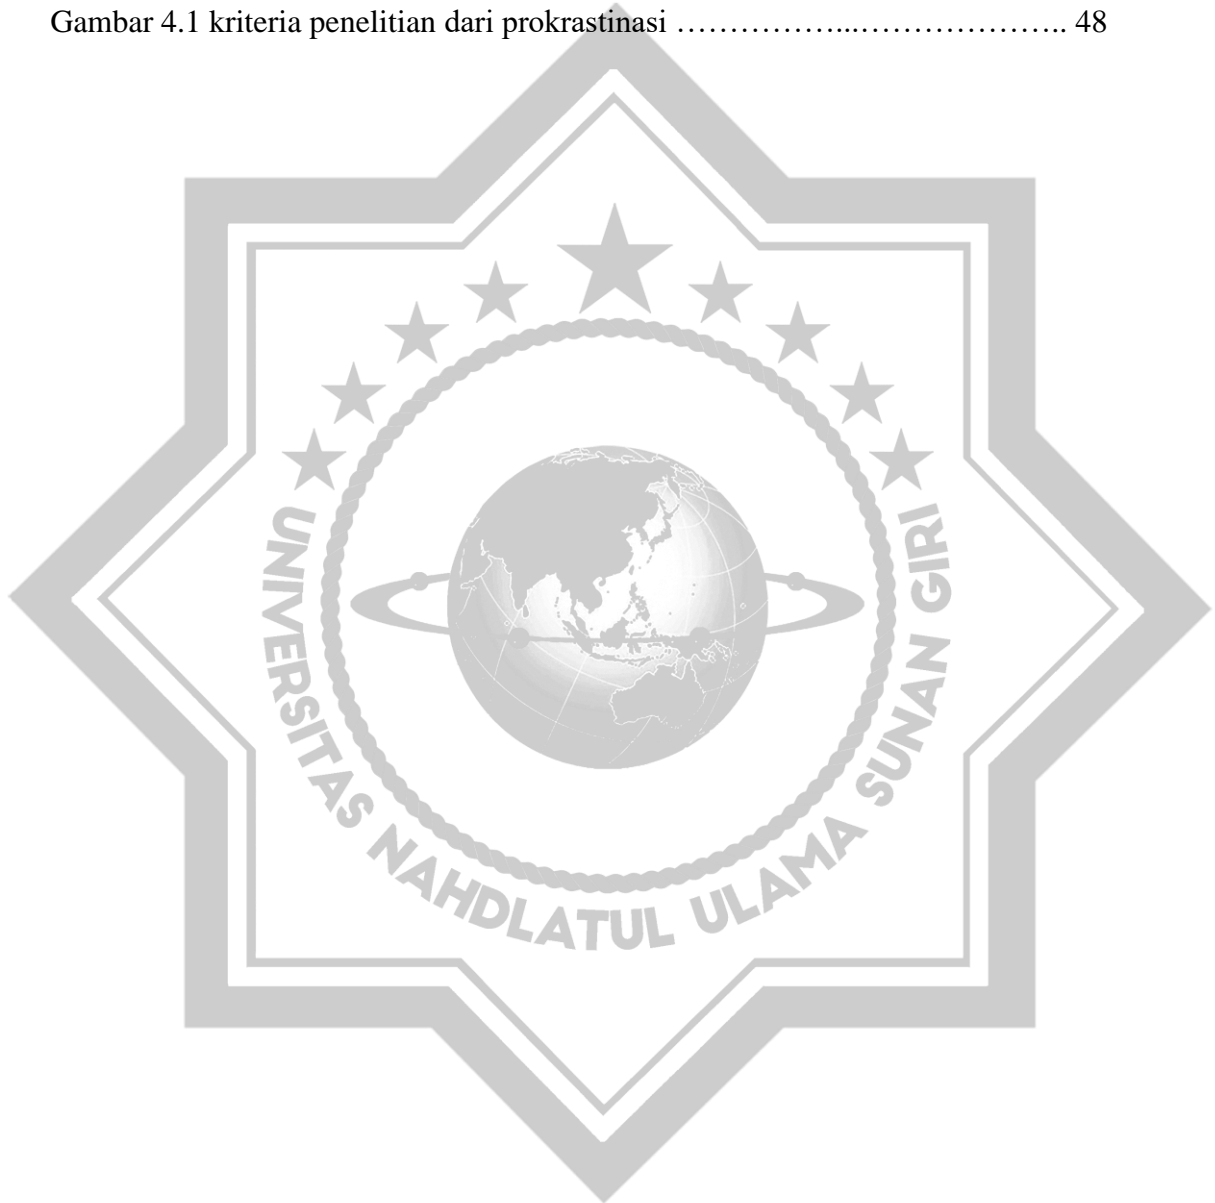 Gambar 4.1 kriteria penelitian dari prokrastinasi ……………...……………….. 48
UNIVERSITAS NAHDLATUL ULAMA SUNAN GIRI